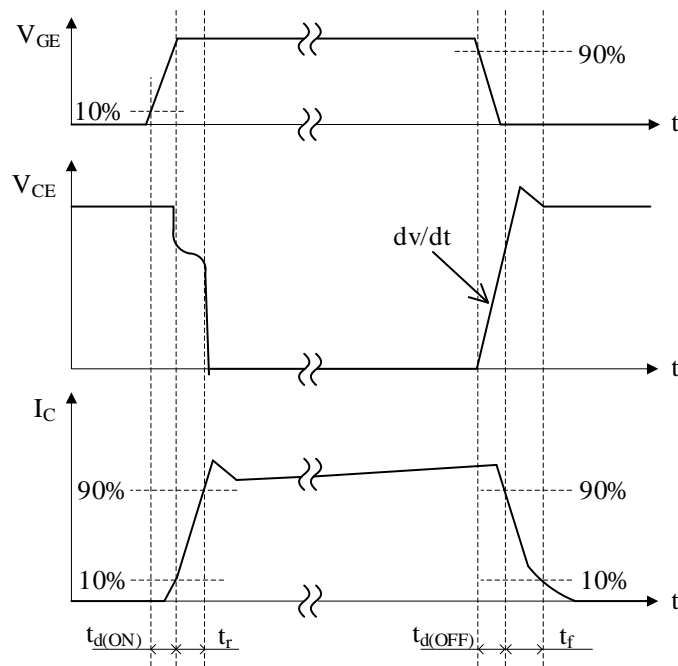 V_GE
10%
90%
t
V_CE
dv/dt
t
I_C
90%
90%
10%
10%
t
t_d(ON)
t_r
t_d(OFF)
t_f